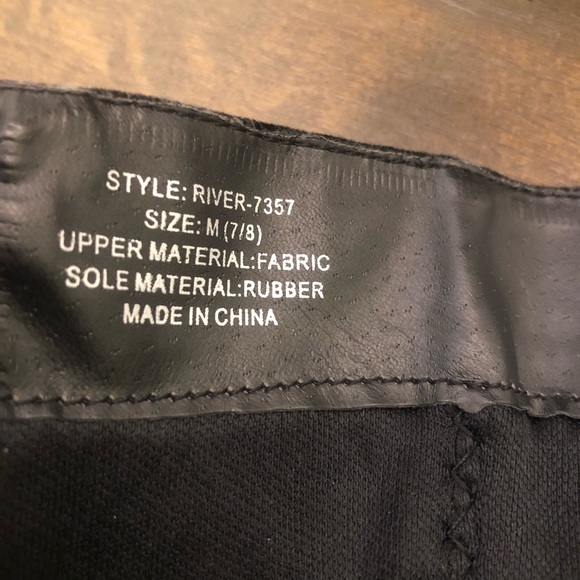 STYLE: RIVER-7357
SIZE: M (7/8)
UPPER MATERIAL:FABRIC
SOLE MATERIAL:RUBBER
MADE IN CHINA